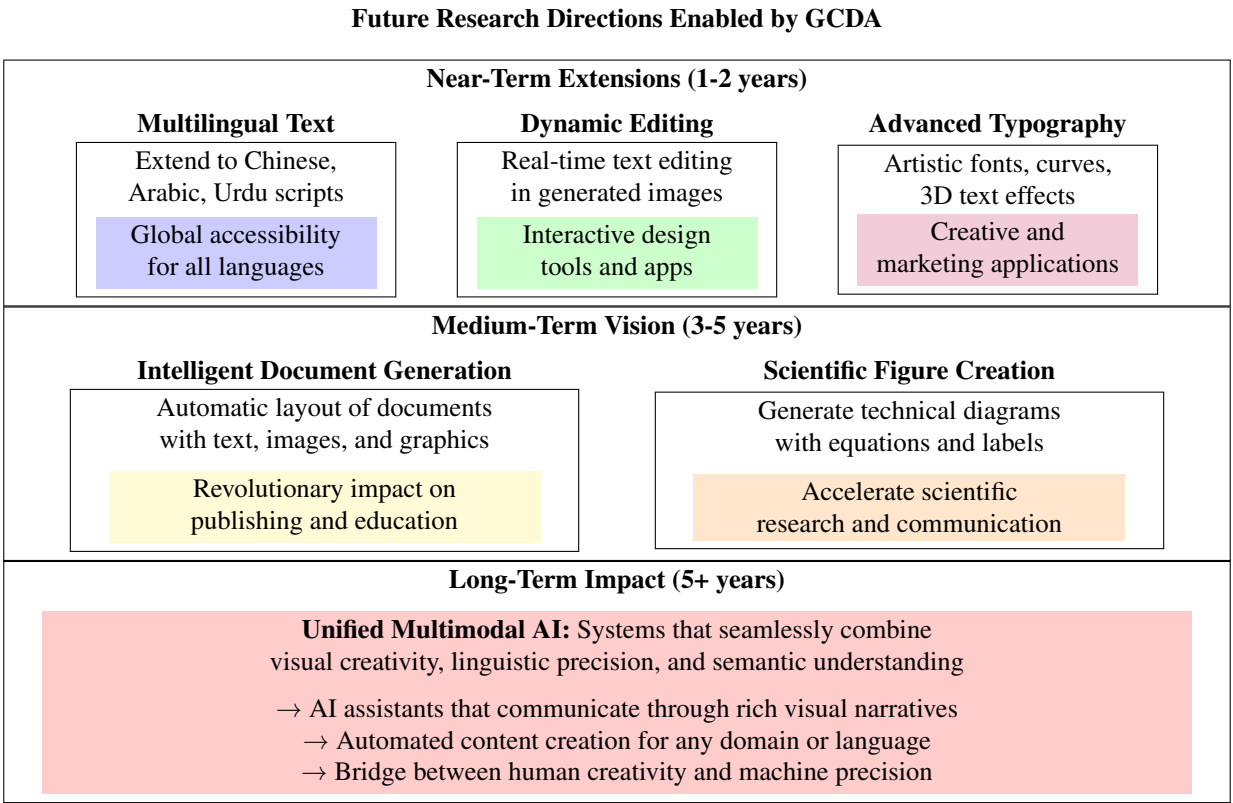 Future Research Directions Enabled by GCDA
Near-Term Extensions (1-2 years)
Multilingual Text
Extend to Chinese,
Arabic, Urdu scripts
Global accessibility
for all languages
Dynamic Editing
Real-time text editing
in generated images
Interactive design
tools and apps
Advanced Typography
Artistic fonts, curves,
3D text effects
Creative and
marketing applications
Medium-Term Vision (3-5 years)
Intelligent Document Generation
Automatic layout of documents
with text, images, and graphics
Revolutionary impact on
publishing and education
Scientific Figure Creation
Generate technical diagrams
with equations and labels
Accelerate scientific
research and communication
Long-Term Impact (5+ years)
Unified Multimodal AI: Systems that seamlessly combine
visual creativity, linguistic precision, and semantic understanding
→ AI assistants that communicate through rich visual narratives
→ Automated content creation for any domain or language
→ Bridge between human creativity and machine precision